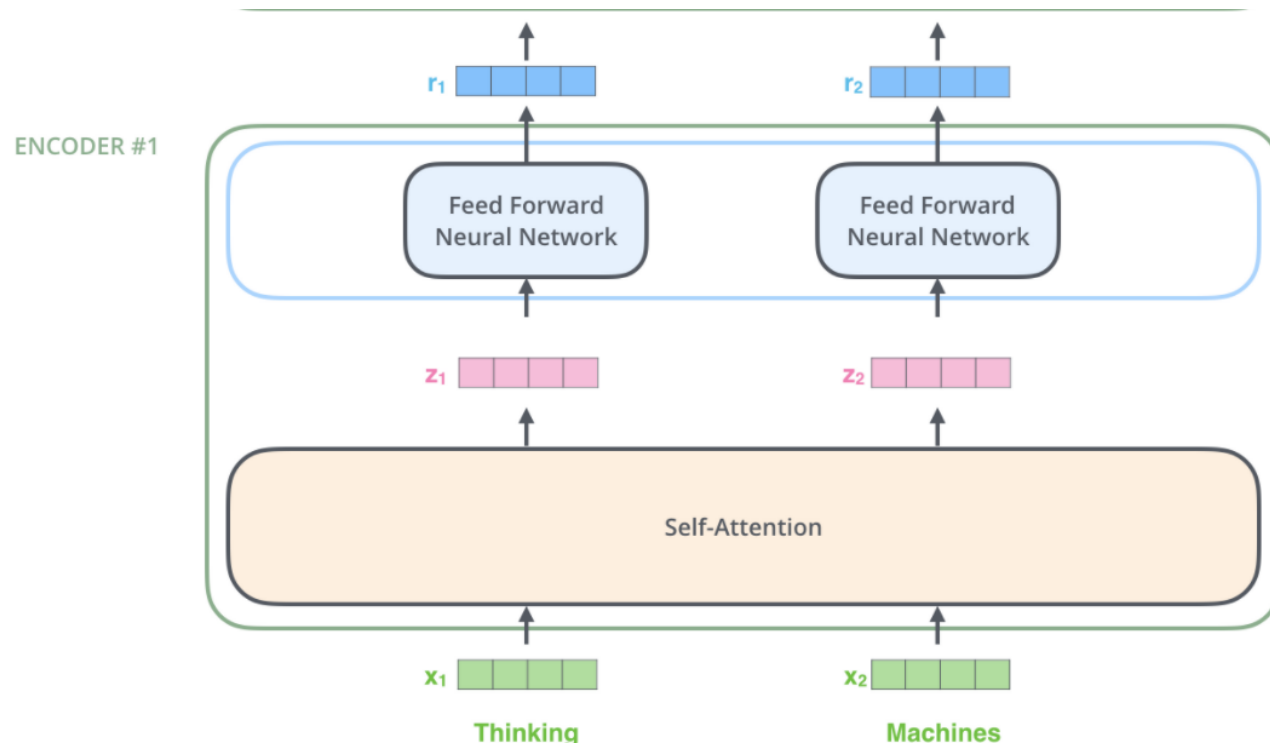 r₁
r₂
ENCODER #1
Feed Forward
Neural Network
Feed Forward
Neural Network
z₁
z₂
Self-Attention
x₁
x₂
Thinking
Machines